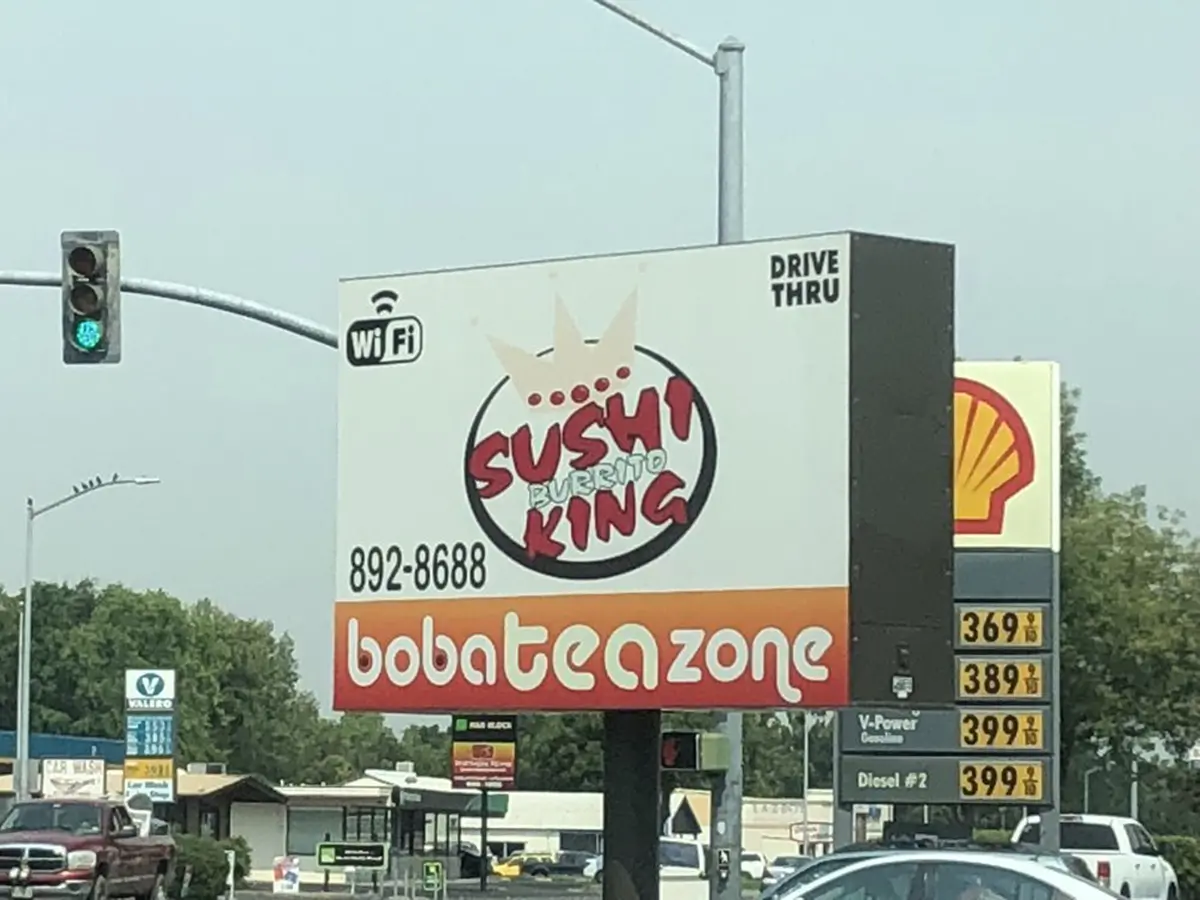 WiFi
DRIVE
THRU
SUSHI
BURRITO
KING
892-8688
bobateazone
369 9/10
389 9/10
V-Power
Gasoline
399 9/10
Diesel #2
399 9/10
VALERO
CAR WASH
H&R BLOCK